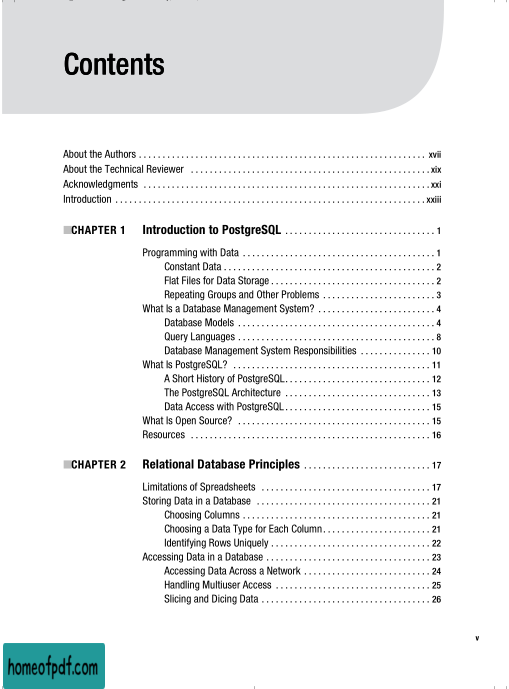 Contents
About the Authors . . . . . . . . . . . . . . . . . . . . . . . . . . . . . . . . . . . . . . . . . . . . . . . . . . . . . . . . . . . . . xvii
About the Technical Reviewer . . . . . . . . . . . . . . . . . . . . . . . . . . . . . . . . . . . . . . . . . . . . . . . . . . . xix
Acknowledgments . . . . . . . . . . . . . . . . . . . . . . . . . . . . . . . . . . . . . . . . . . . . . . . . . . . . . . . . . . . . . xxi
Introduction . . . . . . . . . . . . . . . . . . . . . . . . . . . . . . . . . . . . . . . . . . . . . . . . . . . . . . . . . . . . . . . . . . xxiii
CHAPTER 1 Introduction to PostgreSQL . . . . . . . . . . . . . . . . . . . . . . . . . . . . . . . . 1
Programming with Data . . . . . . . . . . . . . . . . . . . . . . . . . . . . . . . . . . . . . . . . . 1
Constant Data . . . . . . . . . . . . . . . . . . . . . . . . . . . . . . . . . . . . . . . . . . . . . 2
Flat Files for Data Storage . . . . . . . . . . . . . . . . . . . . . . . . . . . . . . . . . . . 2
Repeating Groups and Other Problems . . . . . . . . . . . . . . . . . . . . . . . . 3
What Is a Database Management System? . . . . . . . . . . . . . . . . . . . . . . . . . 4
Database Models . . . . . . . . . . . . . . . . . . . . . . . . . . . . . . . . . . . . . . . . . . 4
Query Languages . . . . . . . . . . . . . . . . . . . . . . . . . . . . . . . . . . . . . . . . . . 8
Database Management System Responsibilities . . . . . . . . . . . . . . . 10
What Is PostgreSQL? . . . . . . . . . . . . . . . . . . . . . . . . . . . . . . . . . . . . . . . . . . 11
A Short History of PostgreSQL . . . . . . . . . . . . . . . . . . . . . . . . . . . . . . . 12
The PostgreSQL Architecture . . . . . . . . . . . . . . . . . . . . . . . . . . . . . . . 13
Data Access with PostgreSQL . . . . . . . . . . . . . . . . . . . . . . . . . . . . . . . 15
What Is Open Source? . . . . . . . . . . . . . . . . . . . . . . . . . . . . . . . . . . . . . . . . . 15
Resources . . . . . . . . . . . . . . . . . . . . . . . . . . . . . . . . . . . . . . . . . . . . . . . . . . . 16
CHAPTER 2 Relational Database Principles . . . . . . . . . . . . . . . . . . . . . . . . . . . 17
Limitations of Spreadsheets . . . . . . . . . . . . . . . . . . . . . . . . . . . . . . . . . . . . 17
Storing Data in a Database . . . . . . . . . . . . . . . . . . . . . . . . . . . . . . . . . . . . . 21
Choosing Columns . . . . . . . . . . . . . . . . . . . . . . . . . . . . . . . . . . . . . . . . 21
Choosing a Data Type for Each Column . . . . . . . . . . . . . . . . . . . . . . . 21
Identifying Rows Uniquely . . . . . . . . . . . . . . . . . . . . . . . . . . . . . . . . . . 22
Accessing Data in a Database . . . . . . . . . . . . . . . . . . . . . . . . . . . . . . . . . . . 23
Accessing Data Across a Network . . . . . . . . . . . . . . . . . . . . . . . . . . . 24
Handling Multiuser Access . . . . . . . . . . . . . . . . . . . . . . . . . . . . . . . . . 25
Slicing and Dicing Data . . . . . . . . . . . . . . . . . . . . . . . . . . . . . . . . . . . . 26
v
homeofpdf.com